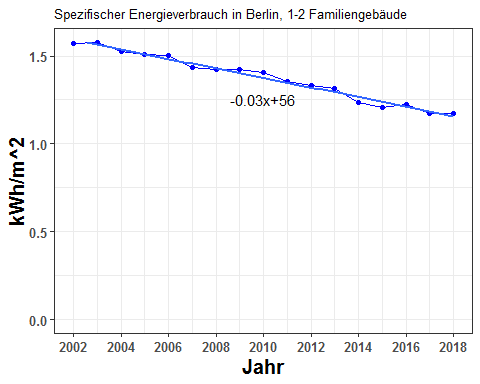 Spezifischer Energieverbrauch in Berlin, 1-2 Familiengebäude
kWh/m^2
1.5
1.0
0.5
0.0
-0.03x+56
2002 2004 2006 2008 2010 2012 2014 2016 2018
Jahr